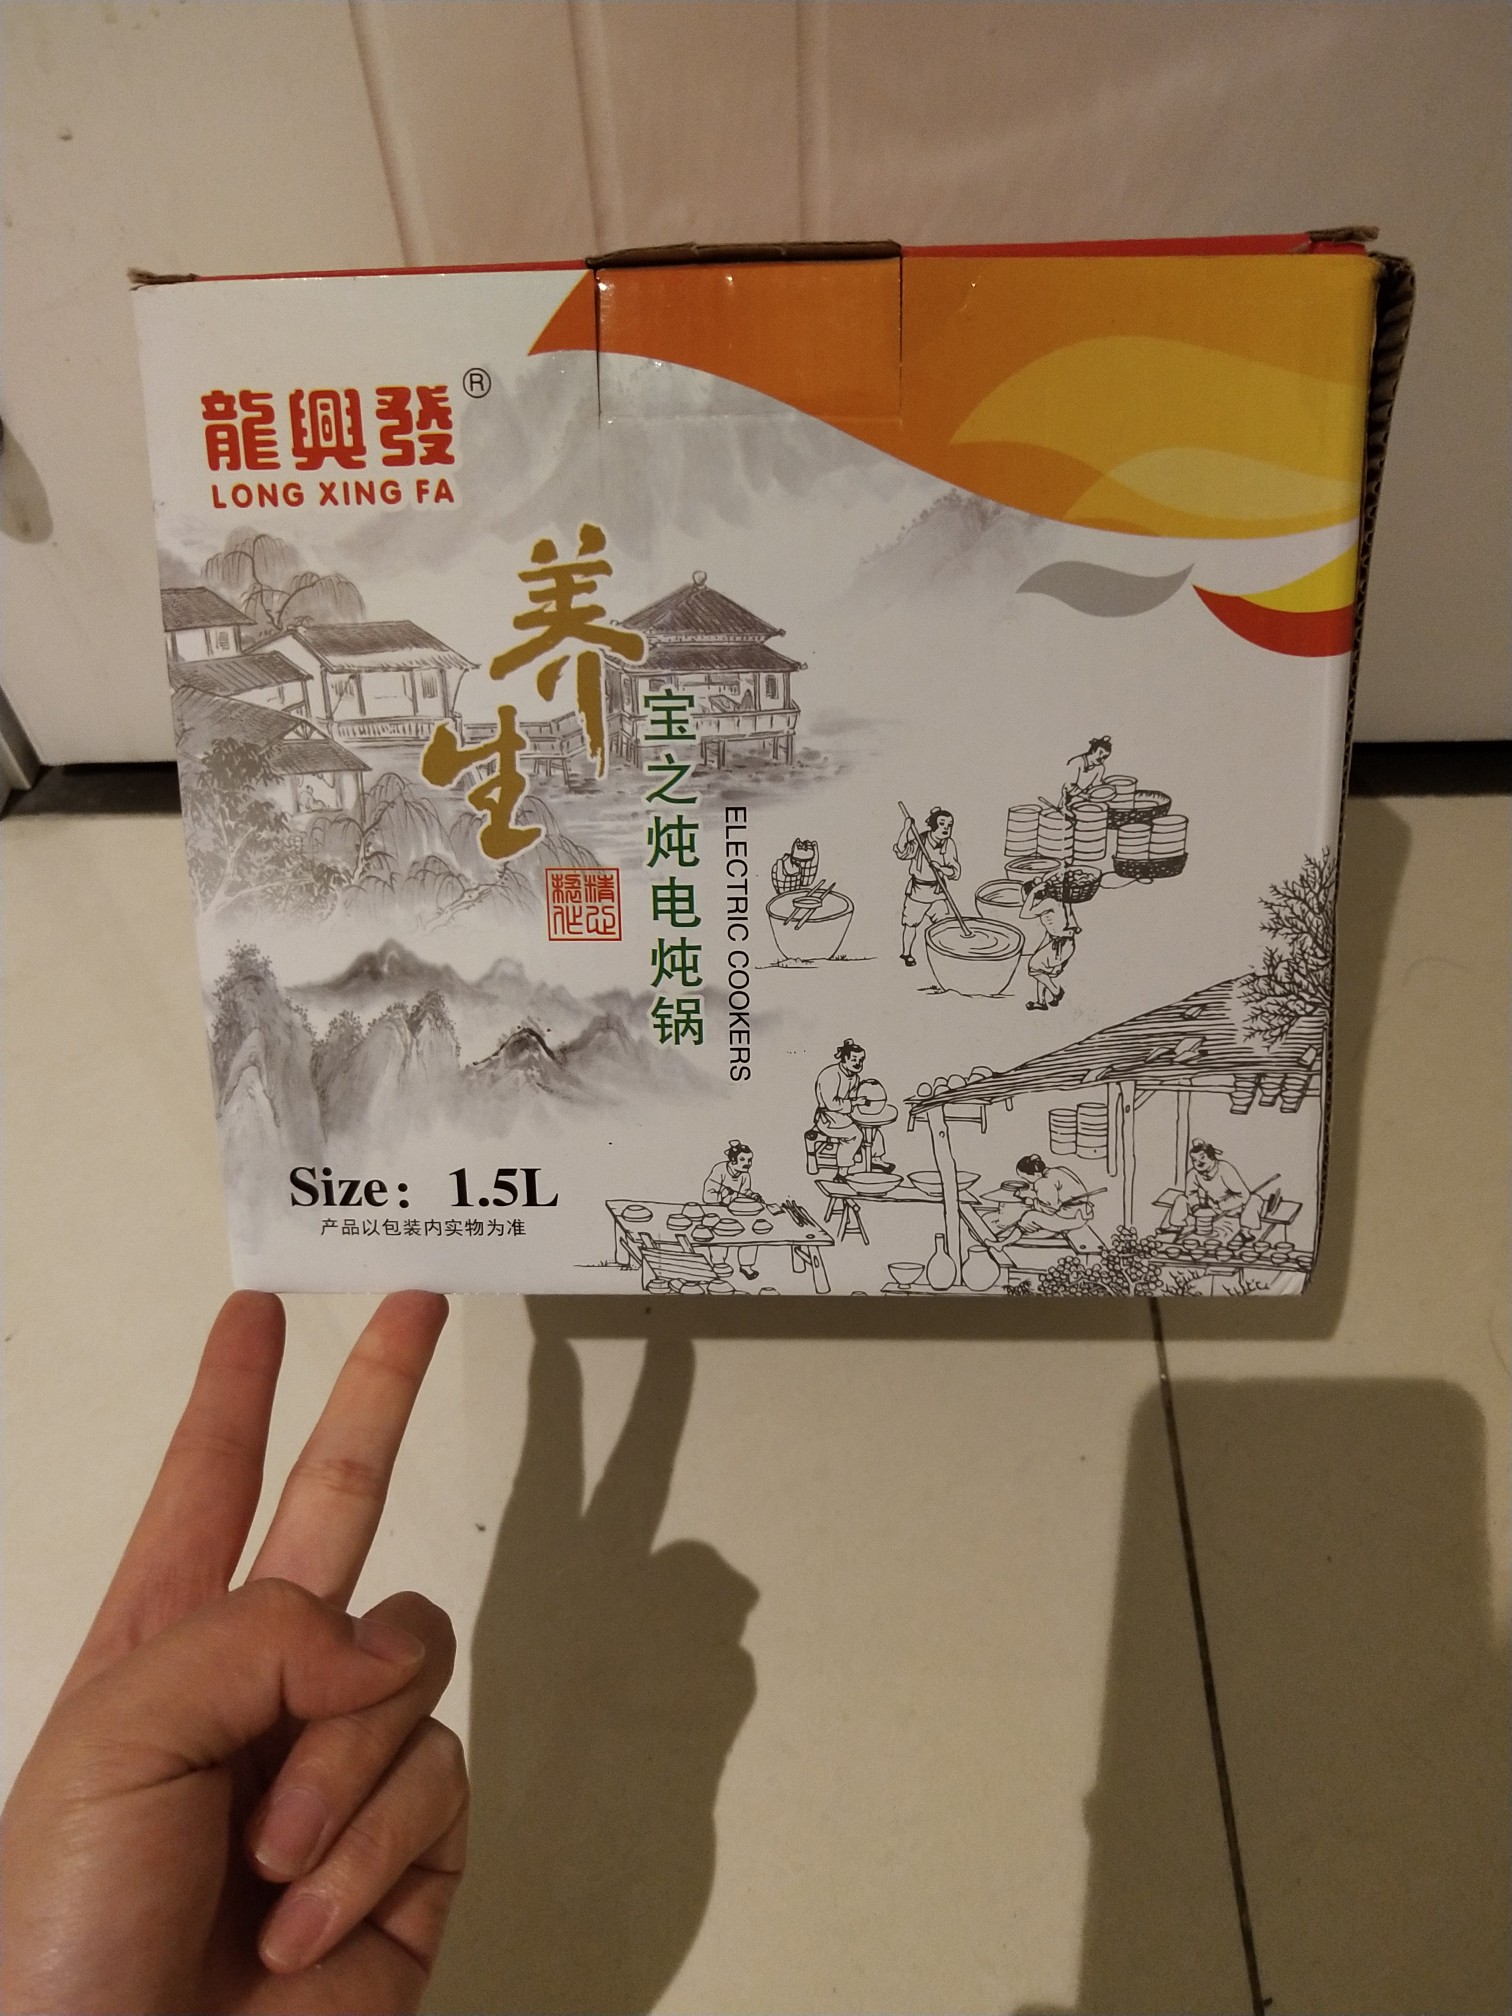 龍興發®
LONG XING FA
养生
宝之炖电炖锅
ELECTRIC COOKERS
Size：1.5L
产品以包装内实物为准